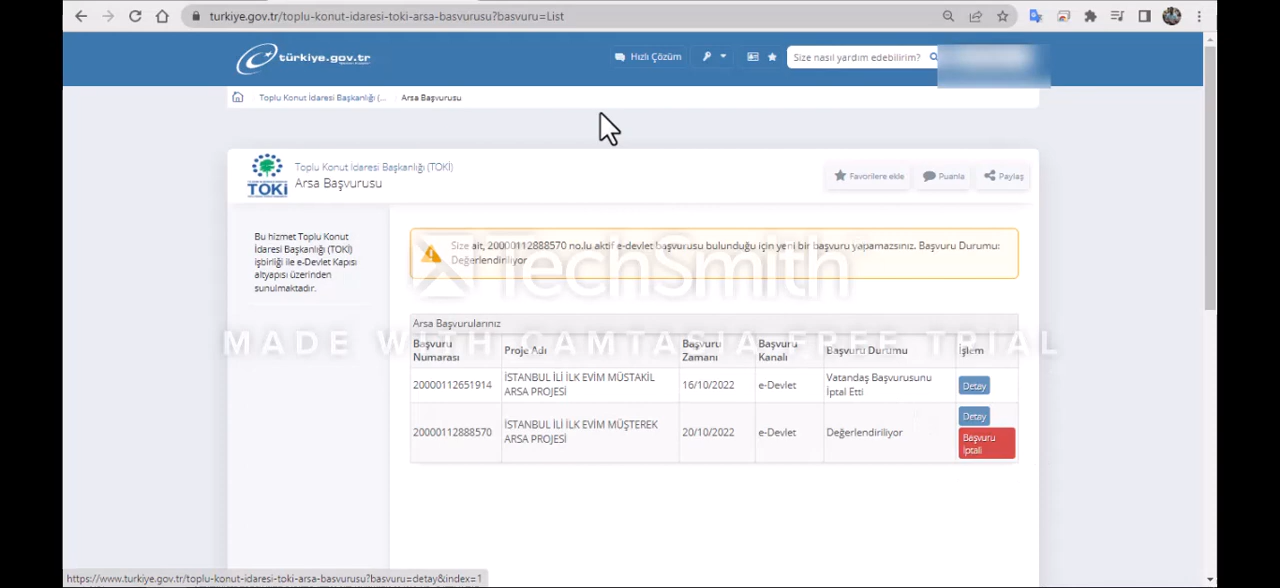 turkiye.gov.tr/toplu-konut-idaresi-toki-arsa-basvurusu?basvuru=List
türkiye.gov.tr
Hızlı Çözüm
Size nasıl yardım edebilirim?
Toplu Konut İdaresi Başkanlığı (...
Arsa Başvurusu
TOKİ
Toplu Konut İdaresi Başkanlığı (TOKİ)
Arsa Başvurusu
Favorilere ekle
Puanla
Paylaş
Bu hizmet Toplu Konut
İdaresi Başkanlığı (TOKİ)
işbirliği ile e-Devlet Kapısı
altyapısı üzerinden
sunulmaktadır.
Size ait, 20000112888570 no.lu aktif e-devlet başvurusu bulunduğu için yeni bir başvuru yapamazsınız. Başvuru Durumu:
Değerlendiriliyor
TechSmith
MADE WITH CAMTASIA FREE TRIAL
Arsa Başvurularınız
Başvuru Numarası Proje Adı Başvuru Zamanı Başvuru Kanalı Başvuru Durumu İşlem
20000112651914 İSTANBUL İLİ İLK EVİM MÜSTAKİL ARSA PROJESİ 16/10/2022 e-Devlet Vatandaş Başvurusunu İptal Etti Detay
20000112888570 İSTANBUL İLİ İLK EVİM MÜŞTEREK ARSA PROJESİ 20/10/2022 e-Devlet Değerlendiriliyor Detay
Başvuru İptali
https://www.turkiye.gov.tr/toplu-konut-idaresi-toki-arsa-basvurusu?basvuru=detay&index=1